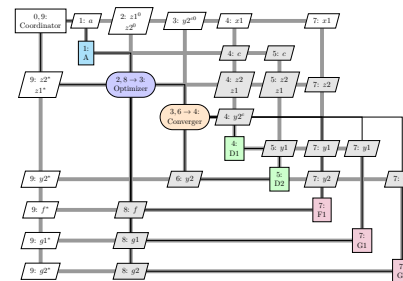 0, 9:
Coordinator
1: a
2: z1⁰
z2⁰
3: y2ᶜ⁰
4: x1
7: x1
1:
A
4: c
5: c
9: z2*
z1*
2, 8 → 3:
Optimizer
4: z2
z1
5: z2
z1
7: z2
3, 6 → 4:
Converger
4: y2ᶜ
4:
D1
5: y1
7: y1
7: y1
9: y2*
6: y2
5:
D2
7: y2
7:
9: f*
8: f
7:
F1
9: g1*
8: g1
7:
G1
9: g2*
8: g2
7: